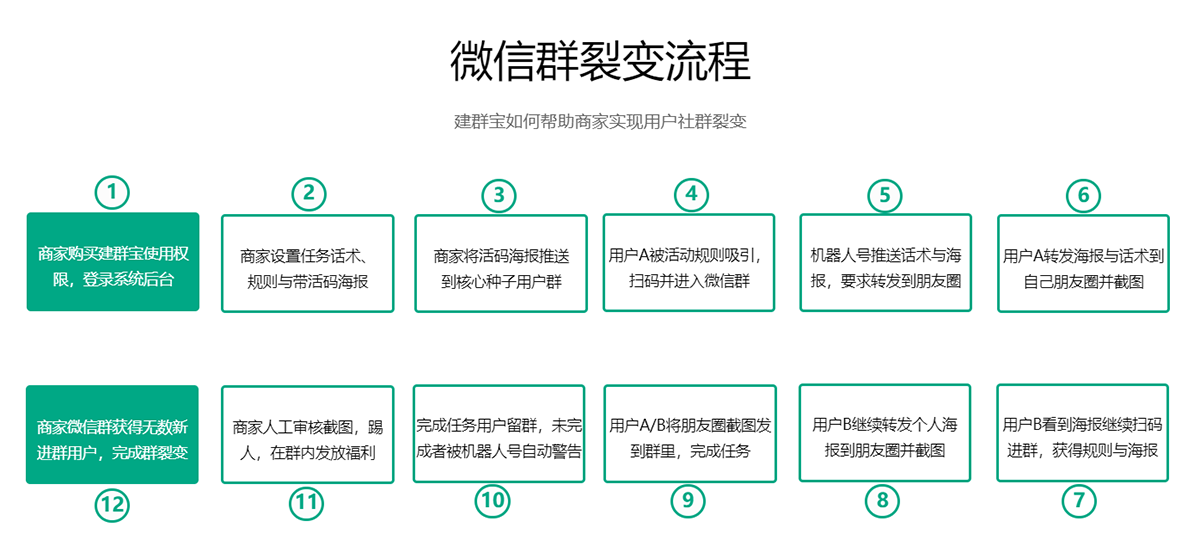 微信群裂变流程
建群宝如何帮助商家实现用户社群裂变
1
商家购买建群宝使用权
限，登录系统后台
2
商家设置任务话术、
规则与带活码海报
3
商家将活码海报推送
到核心种子用户群
4
用户A被活动规则吸引，
扫码并进入微信群
5
机器人号推送话术与海
报，要求转发到朋友圈
6
用户A转发海报与话术到
自己朋友圈并截图
用户B看到海报继续扫码
进群，获得规则与海报
7
用户B继续转发个人海
报到朋友圈并截图
8
用户A/B将朋友圈截图发
到群里，完成任务
9
完成任务用户留群，未完
成者被机器人号自动警告
10
商家人工审核截图，踢
人，在群内发放福利
11
商家微信群获得无数新
进群用户，完成群裂变
12